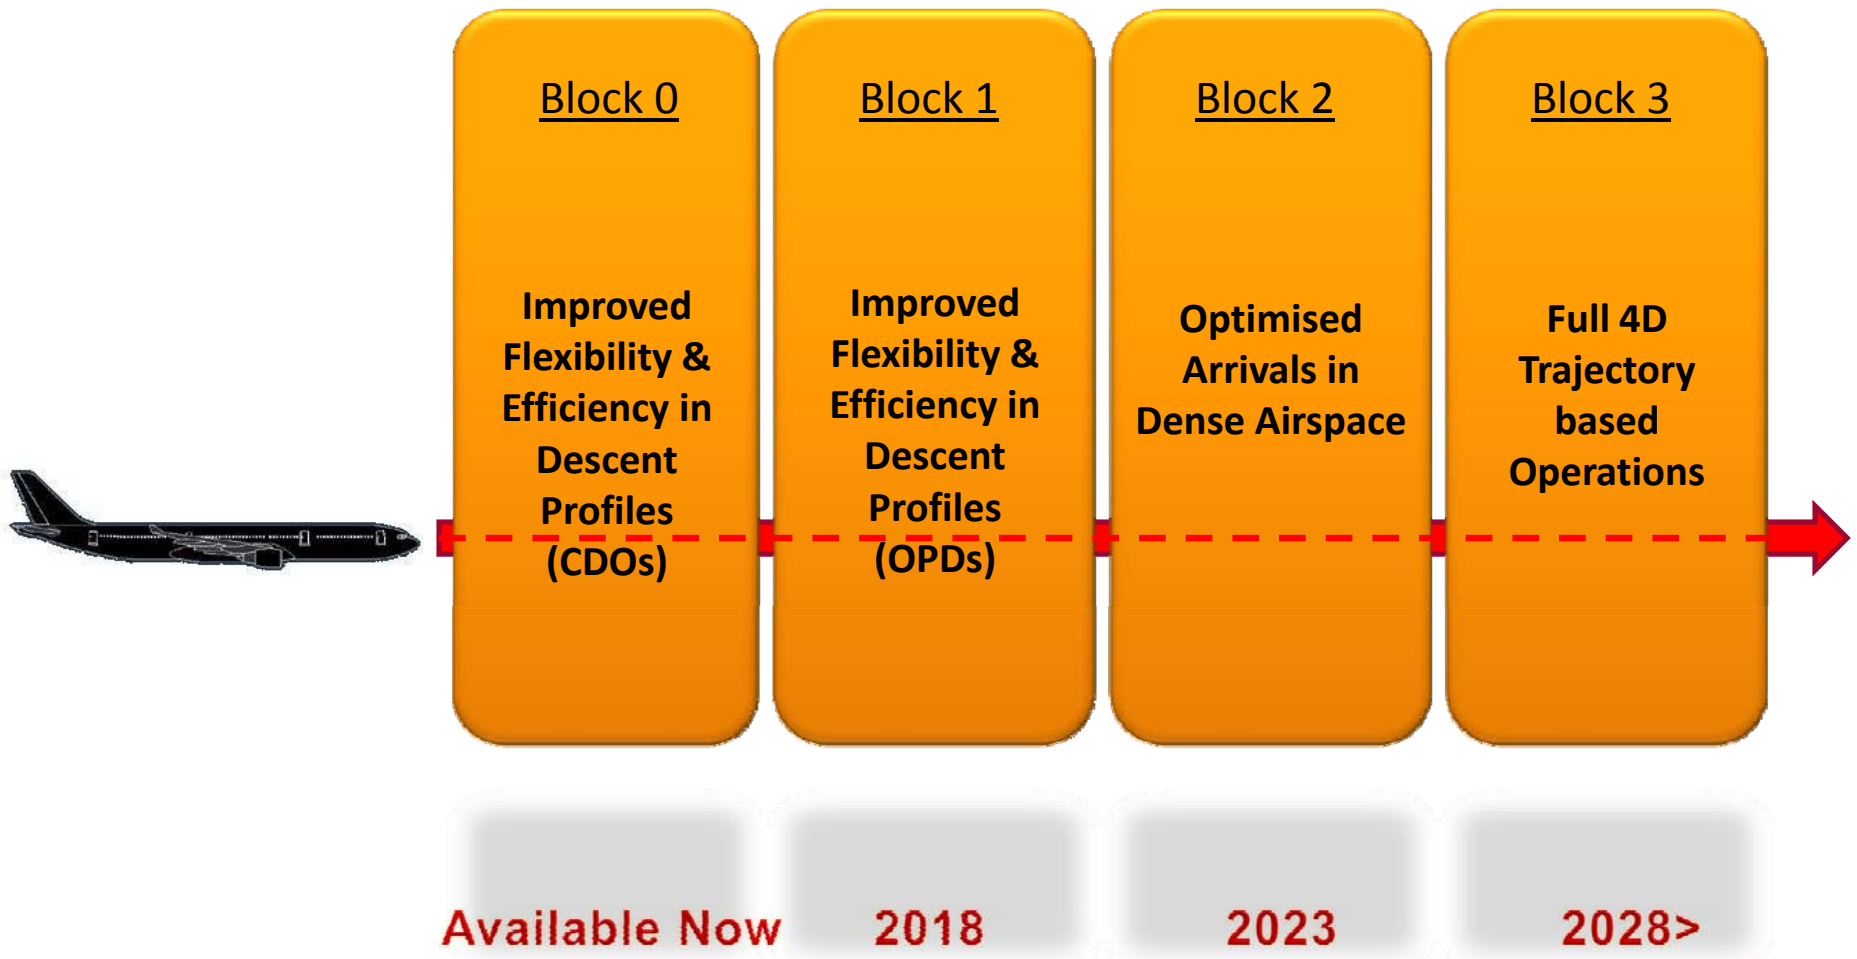 Block 0
Improved
Flexibility &
Efficiency in
Descent
Profiles
(CDOs)
Block 1
Improved
Flexibility &
Efficiency in
Descent
Profiles
(OPDs)
Block 2
Optimised
Arrivals in
Dense Airspace
Block 3
Full 4D
Trajectory
based
Operations
Available Now
2018
2023
2028>